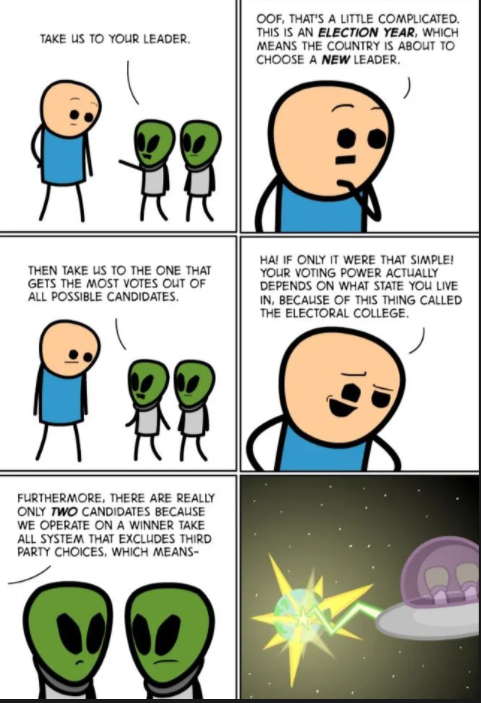 TAKE US TO YOUR LEADER.
OOF, THAT'S A LITTLE COMPLICATED.
THIS IS AN ELECTION YEAR, WHICH
MEANS THE COUNTRY IS ABOUT TO
CHOOSE A NEW LEADER.
THEN TAKE US TO THE ONE THAT
GETS THE MOST VOTES OUT OF
ALL POSSIBLE CANDIDATES.
HA! IF ONLY IT WERE THAT SIMPLE!
YOUR VOTING POWER ACTUALLY
DEPENDS ON WHAT STATE YOU LIVE
IN, BECAUSE OF THIS THING CALLED
THE ELECTORAL COLLEGE.
FURTHERMORE, THERE ARE REALLY
ONLY TWO CANDIDATES BECAUSE
WE OPERATE ON A WINNER TAKE
ALL SYSTEM THAT EXCLUDES THIRD
PARTY CHOICES, WHICH MEANS-